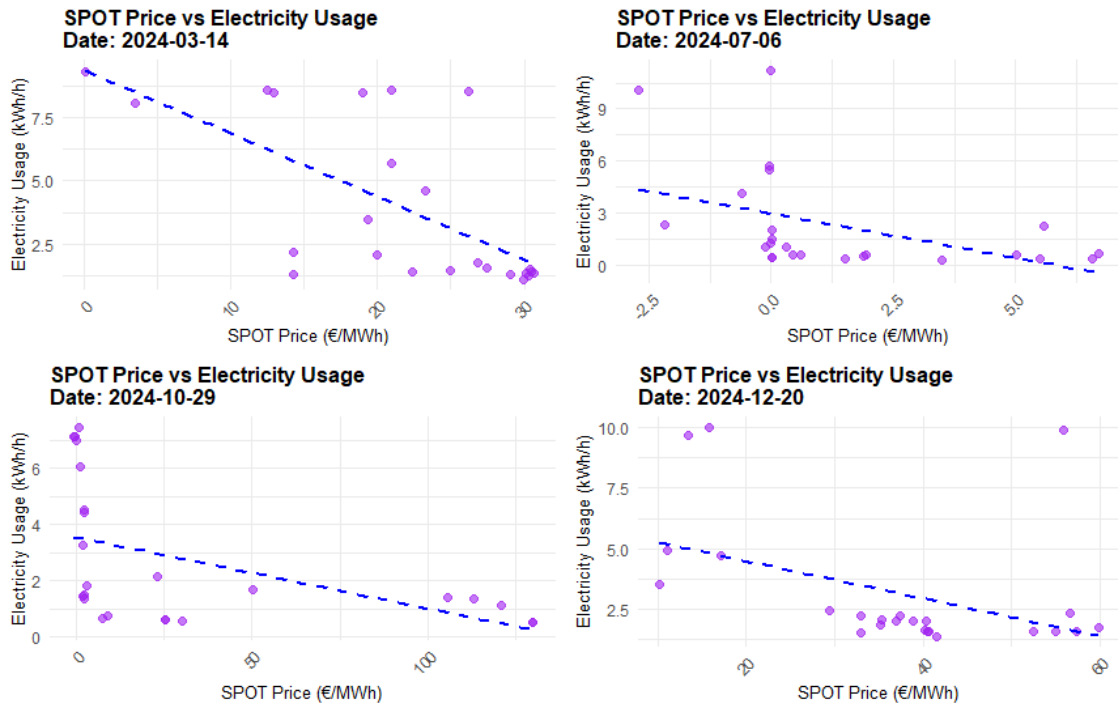 SPOT Price vs Electricity Usage
Date: 2024-03-14
Electricity Usage (kWh/h)
7.5
5.0
2.5
0
10
20
30
SPOT Price (€/MWh)
SPOT Price vs Electricity Usage
Date: 2024-07-06
Electricity Usage (kWh/h)
9
6
3
0
-2.5
0.0
2.5
5.0
SPOT Price (€/MWh)
SPOT Price vs Electricity Usage
Date: 2024-10-29
Electricity Usage (kWh/h)
6
4
2
0
0
50
100
SPOT Price (€/MWh)
SPOT Price vs Electricity Usage
Date: 2024-12-20
Electricity Usage (kWh/h)
10.0
7.5
5.0
2.5
20
40
60
SPOT Price (€/MWh)